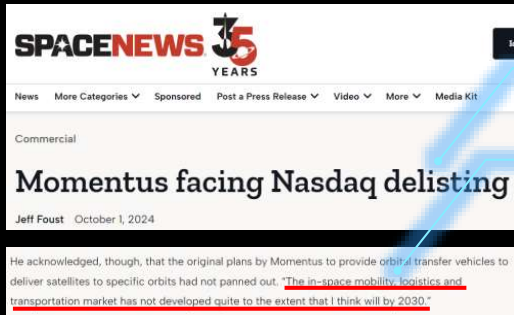 SPACENEWS 35
YEARS
News More Categories Sponsored Post a Press Release Video More Media Kit
Commercial
Momentus facing Nasdaq delisting
Jeff Foust October 1, 2024
He acknowledged, though, that the original plans by Momentus to provide orbital transfer vehicles to
deliver satellites to specific orbits had not panned out. “The in-space mobility, logistics and
transportation market has not developed quite to the extent that I think will by 2030.”